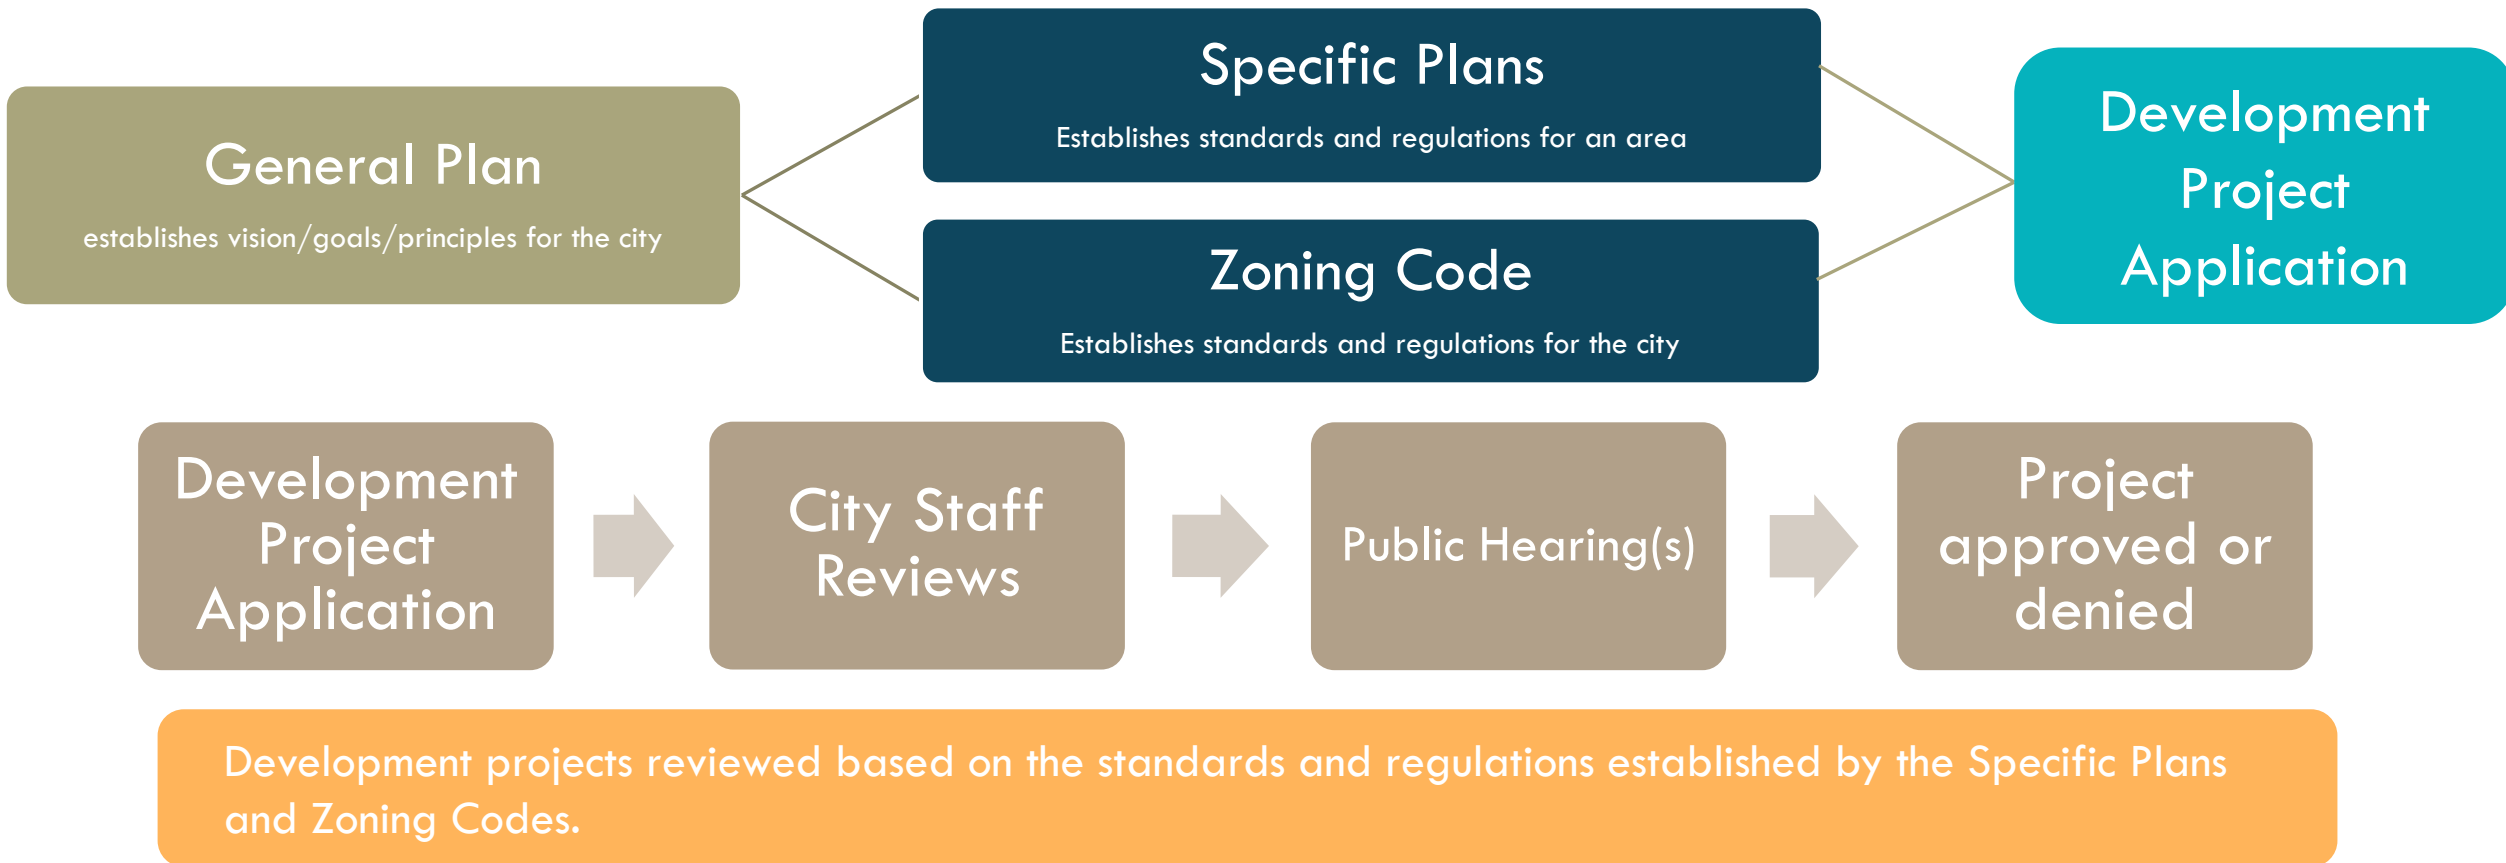 General Plan
establishes vision/goals/principles for the city
Specific Plans
Establishes standards and regulations for an area
Zoning Code
Establishes standards and regulations for the city
Development
Project
Application
Development
Project
Application
City Staff
Reviews
Public Hearing(s)
Project
approved or
denied
Development projects reviewed based on the standards and regulations established by the Specific Plans
and Zoning Codes.